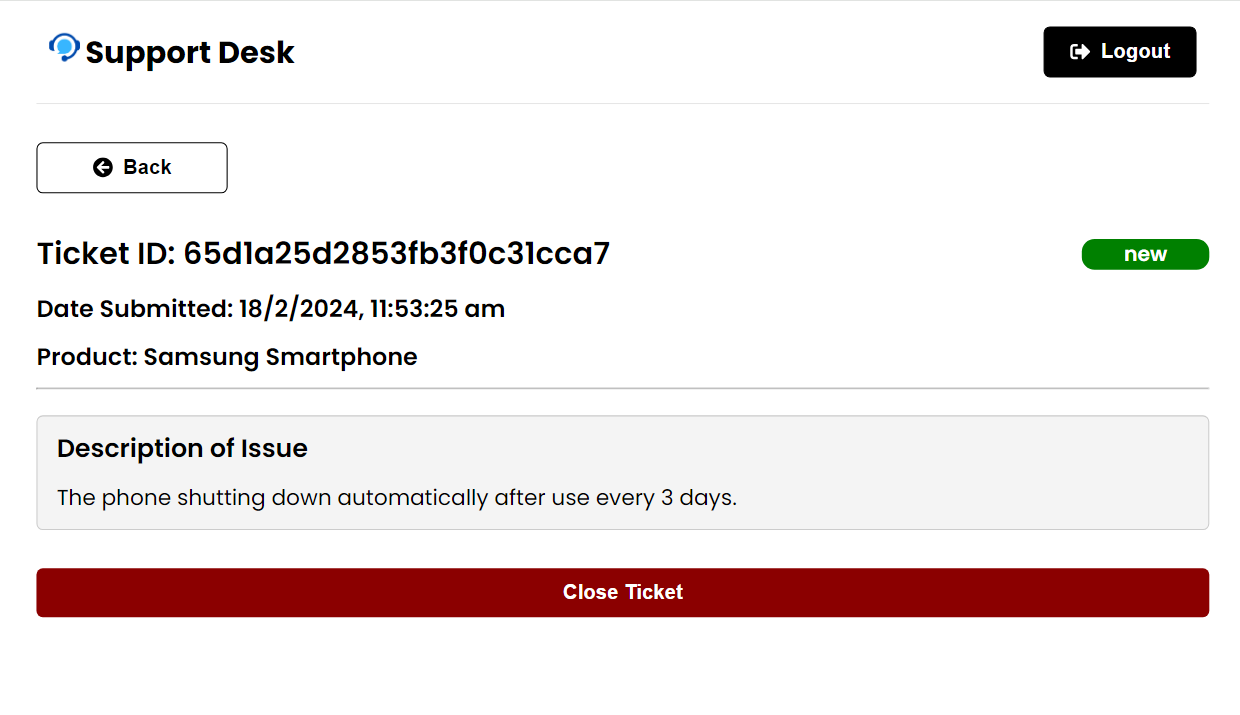 Support Desk
Logout
Back
Ticket ID: 65d1a25d2853fb3f0c31cca7
new
Date Submitted: 18/2/2024, 11:53:25 am
Product: Samsung Smartphone
Description of Issue
The phone shutting down automatically after use every 3 days.
Close Ticket